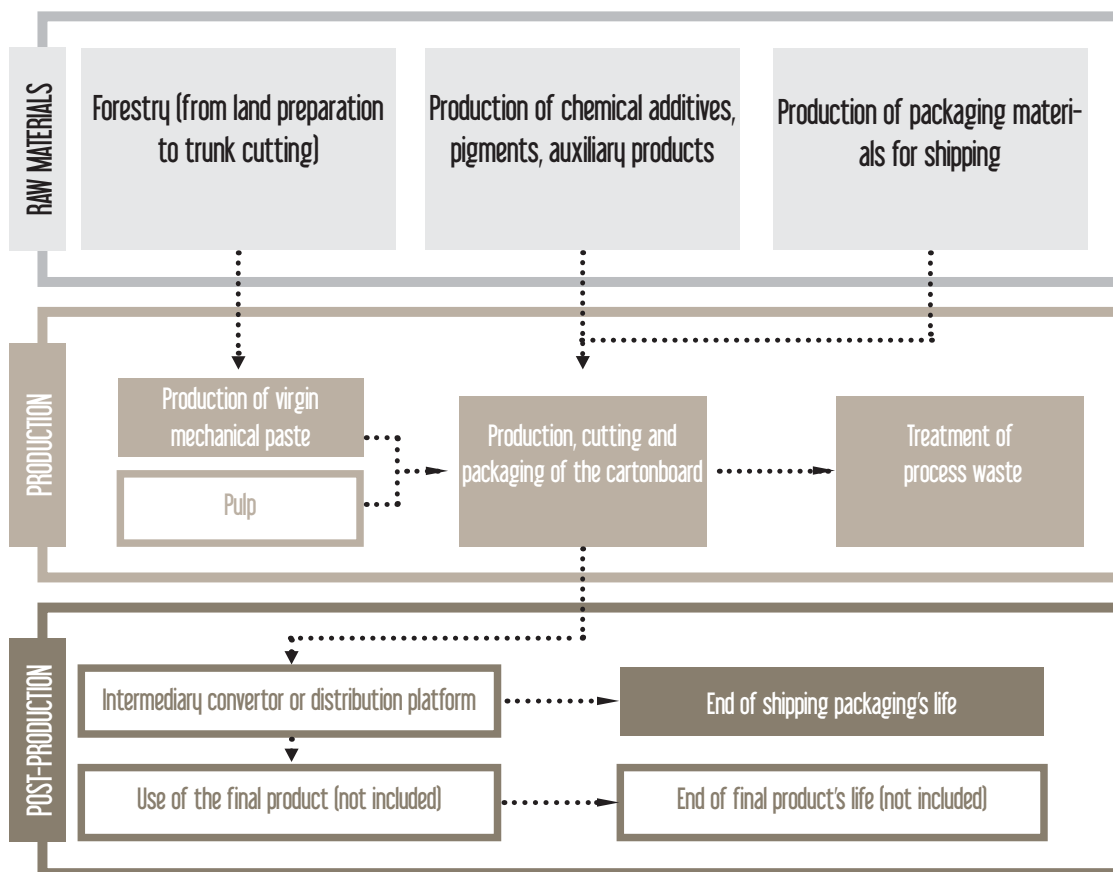 RAW MATERIALS
Forestry (from land preparation
to trunk cutting)
Production of chemical additives,
pigments, auxiliary products
Production of packaging materi-
als for shipping
PRODUCTION
Production of virgin
mechanical paste
Pulp
Production, cutting and
packaging of the cartonboard
Treatment of
process waste
POST-PRODUCTION
Intermediary convertor or distribution platform
End of shipping packaging's life
Use of the final product (not included)
End of final product's life (not included)